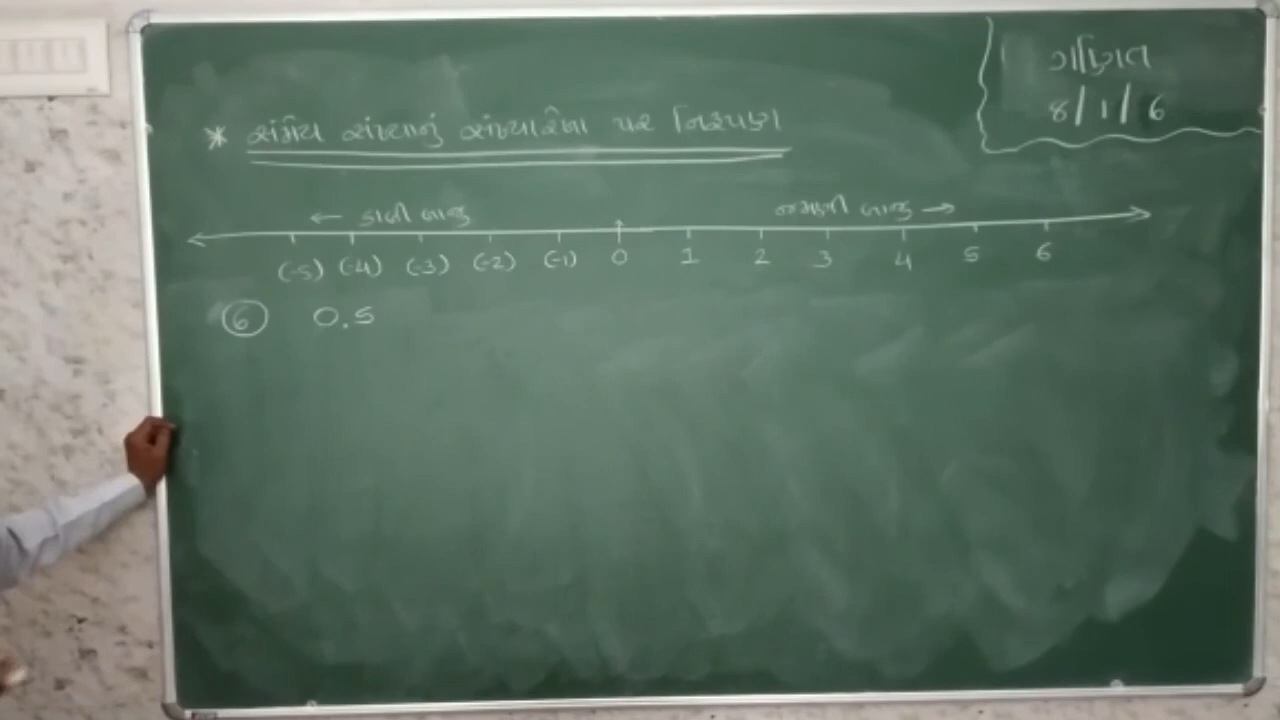 ગણિત
8/1/6
* સંમેય સંખ્યાનું સંખ્યારેખા પર નિરૂપણ
← ડાબી બાજુ જમણી બાજુ →
(-5) (-4) (-3) (-2) (-1) 0 1 2 3 4 5 6
6 0.5